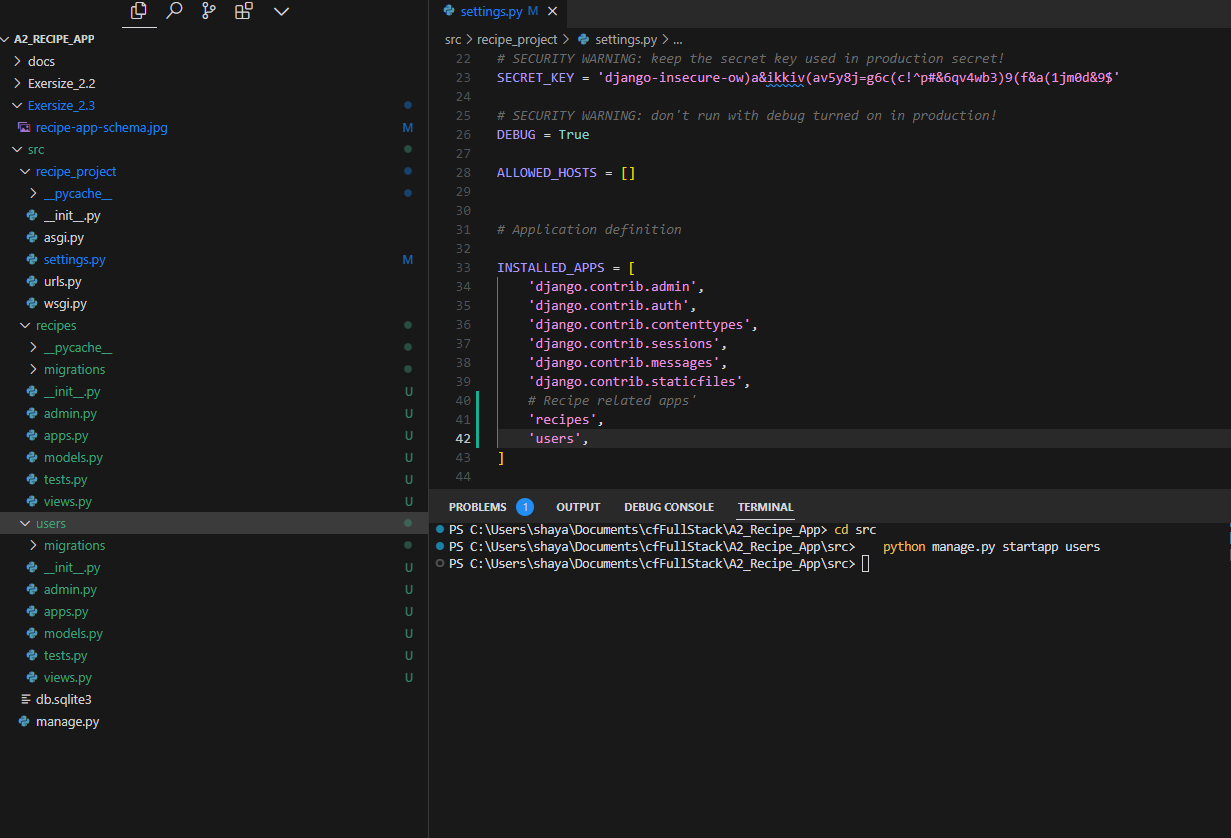 A2_RECIPE_APP
docs
Exersize_2.2
Exersize_2.3
recipe-app-schema.jpg M
src
recipe_project
__pycache__
__init__.py
asgi.py
settings.py M
urls.py
wsgi.py
recipes
__pycache__
migrations
__init__.py U
admin.py U
apps.py U
models.py U
tests.py U
views.py U
users
migrations
__init__.py U
admin.py U
apps.py U
models.py U
tests.py U
views.py U
db.sqlite3
manage.py
settings.py M
src > recipe_project > settings.py > ...
22 # SECURITY WARNING: keep the secret key used in production secret!
23 SECRET_KEY = 'django-insecure-ow)a&ikkiv(av5y8j=g6c(c!^p#&6qv4wb3)9(f&a(1jm0d&9$'
24
25 # SECURITY WARNING: don't run with debug turned on in production!
26 DEBUG = True
27
28 ALLOWED_HOSTS = []
29
30
31 # Application definition
32
33 INSTALLED_APPS = [
34 'django.contrib.admin',
35 'django.contrib.auth',
36 'django.contrib.contenttypes',
37 'django.contrib.sessions',
38 'django.contrib.messages',
39 'django.contrib.staticfiles',
40 # Recipe related apps'
41 'recipes',
42 'users',
43 ]
44
PROBLEMS 1 OUTPUT DEBUG CONSOLE TERMINAL
PS C:\Users\shaya\Documents\cfFullStack\A2_Recipe_App> cd src
PS C:\Users\shaya\Documents\cfFullStack\A2_Recipe_App\src> python manage.py startapp users
PS C:\Users\shaya\Documents\cfFullStack\A2_Recipe_App\src>